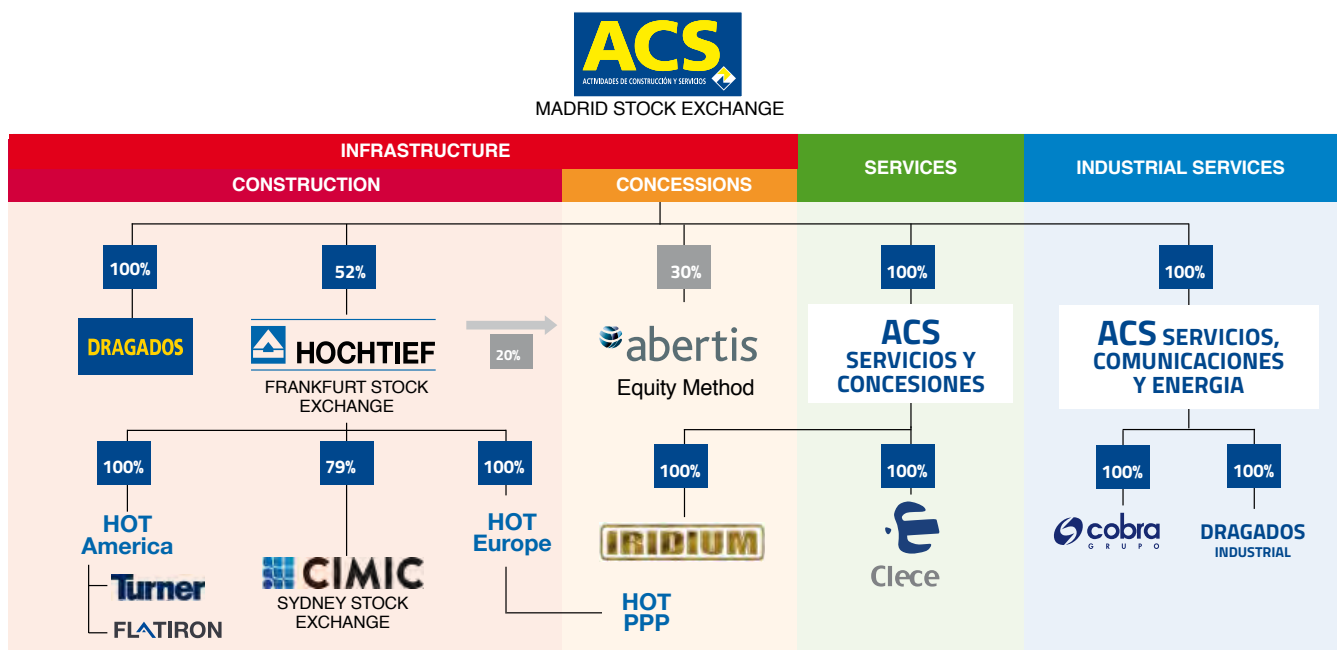 ACS
ACTIVIDADES DE CONSTRUCCIÓN Y SERVICIOS
MADRID STOCK EXCHANGE
INFRASTRUCTURE
SERVICES
INDUSTRIAL SERVICES
CONSTRUCTION
CONCESSIONS
100%
52%
30%
100%
100%
DRAGADOS
HOCHTIEF
FRANKFURT STOCK
EXCHANGE
20%
abertis
Equity Method
ACS
SERVICIOS Y
CONCESIONES
ACS SERVICIOS,
COMUNICACIONES
Y ENERGIA
100%
79%
100%
100%
100%
100%
100%
HOT
America
Turner
FLATIRON
CIMIC
SYDNEY STOCK
EXCHANGE
HOT
Europe
IRIDIUM
HOT
PPP
Clece
cobra
GRUPO
DRAGADOS
INDUSTRIAL